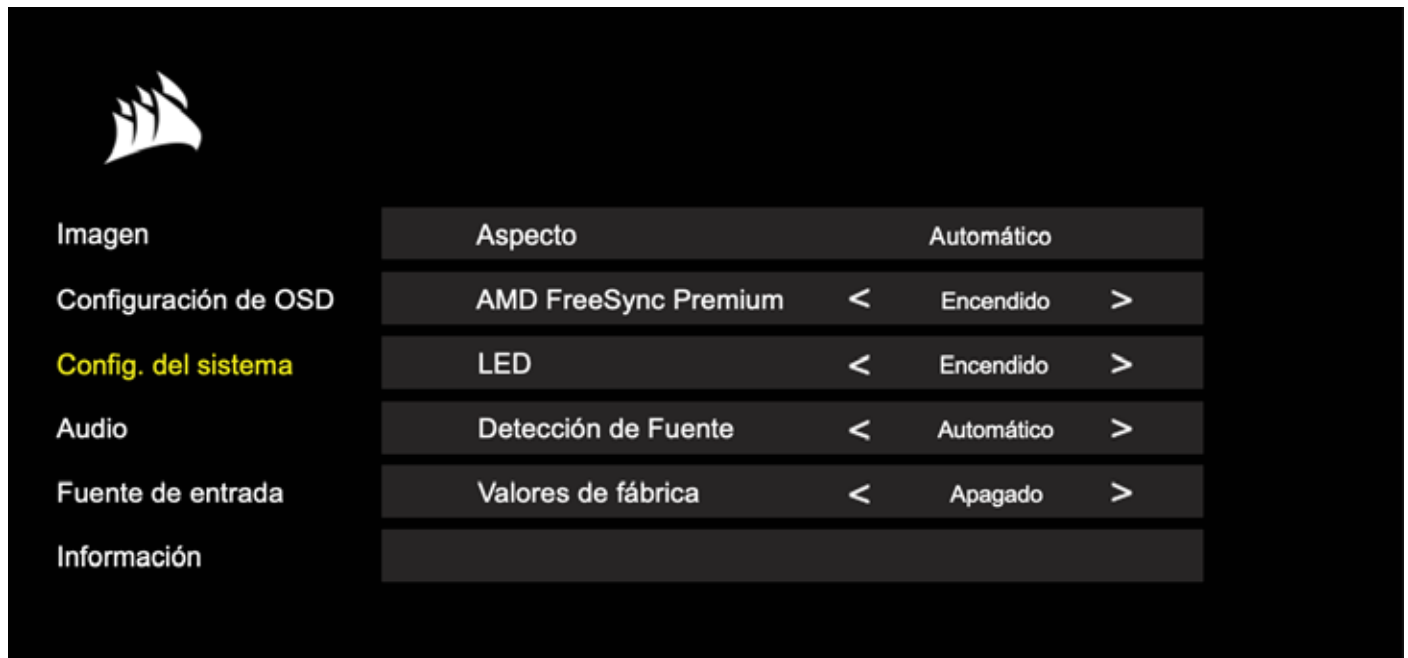 Imagen Aspecto Automático
Configuración de OSD AMD FreeSync Premium < Encendido >
Config. del sistema LED < Encendido >
Audio Detección de Fuente < Automático >
Fuente de entrada Valores de fábrica < Apagado >
Información